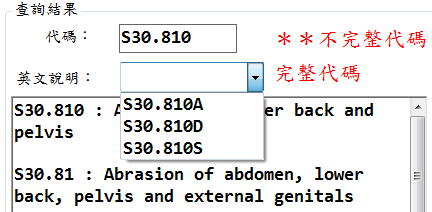 查詢結果
代碼： S30.810 ＊＊不完整代碼
英文說明： 完整代碼
S30.810A
S30.810D
S30.810S
S30.810 : A er back and
pelvis
S30.81 : Abrasion of abdomen, lower
back, pelvis and external genitals